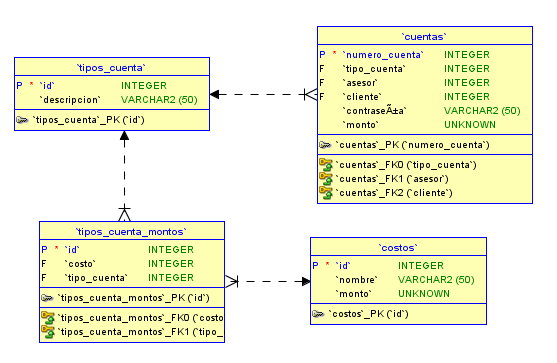 `tipos_cuenta`
P * `id` INTEGER
`descripcion` VARCHAR2 (50)
`tipos_cuenta`_PK (`id`)
`cuentas`
P * `numero_cuenta` INTEGER
F `tipo_cuenta` INTEGER
F `asesor` INTEGER
F `cliente` INTEGER
`contraseÃ±a` VARCHAR2 (50)
`monto` UNKNOWN
`cuentas`_PK (`numero_cuenta`)
`cuentas`_FK0 (`tipo_cuenta`)
`cuentas`_FK1 (`asesor`)
`cuentas`_FK2 (`cliente`)
`tipos_cuenta_montos`
P * `id` INTEGER
F `costo` INTEGER
F `tipo_cuenta` INTEGER
`tipos_cuenta_montos`_PK (`id`)
`tipos_cuenta_montos`_FK0 (`costo
`tipos_cuenta_montos`_FK1 (`tipo_
`costos`
P * `id` INTEGER
`nombre` VARCHAR2 (50)
`monto` UNKNOWN
`costos`_PK (`id`)